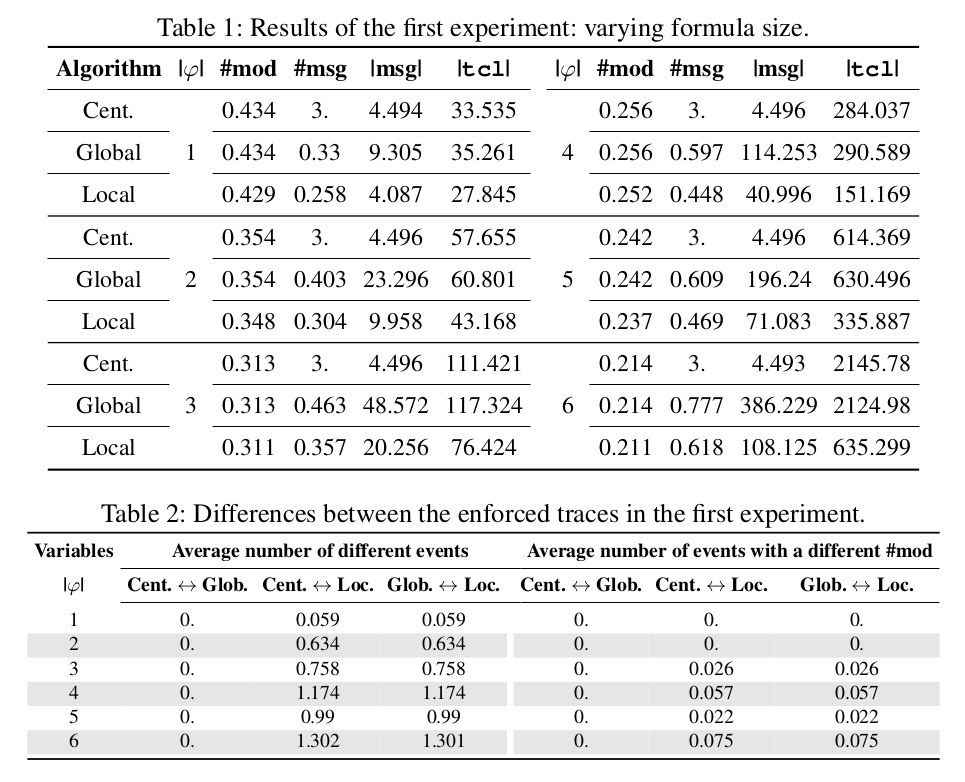 Table 1: Results of the first experiment: varying formula size.
Algorithm |φ| #mod #msg |msg| |tcl| |φ| #mod #msg |msg| |tcl|
Cent. 0.434 3. 4.494 33.535 0.256 3. 4.496 284.037
Global 1 0.434 0.33 9.305 35.261 4 0.256 0.597 114.253 290.589
Local 0.429 0.258 4.087 27.845 0.252 0.448 40.996 151.169
Cent. 0.354 3. 4.496 57.655 0.242 3. 4.496 614.369
Global 2 0.354 0.403 23.296 60.801 5 0.242 0.609 196.24 630.496
Local 0.348 0.304 9.958 43.168 0.237 0.469 71.083 335.887
Cent. 0.313 3. 4.496 111.421 0.214 3. 4.493 2145.78
Global 3 0.313 0.463 48.572 117.324 6 0.214 0.777 386.229 2124.98
Local 0.311 0.357 20.256 76.424 0.211 0.618 108.125 635.299
Table 2: Differences between the enforced traces in the first experiment.
Variables Average number of different events Average number of events with a different #mod
|φ| Cent. ↔ Glob. Cent. ↔ Loc. Glob. ↔ Loc. Cent. ↔ Glob. Cent. ↔ Loc. Glob. ↔ Loc.
1 0. 0.059 0.059 0. 0. 0.
2 0. 0.634 0.634 0. 0. 0.
3 0. 0.758 0.758 0. 0.026 0.026
4 0. 1.174 1.174 0. 0.057 0.057
5 0. 0.99 0.99 0. 0.022 0.022
6 0. 1.302 1.301 0. 0.075 0.075